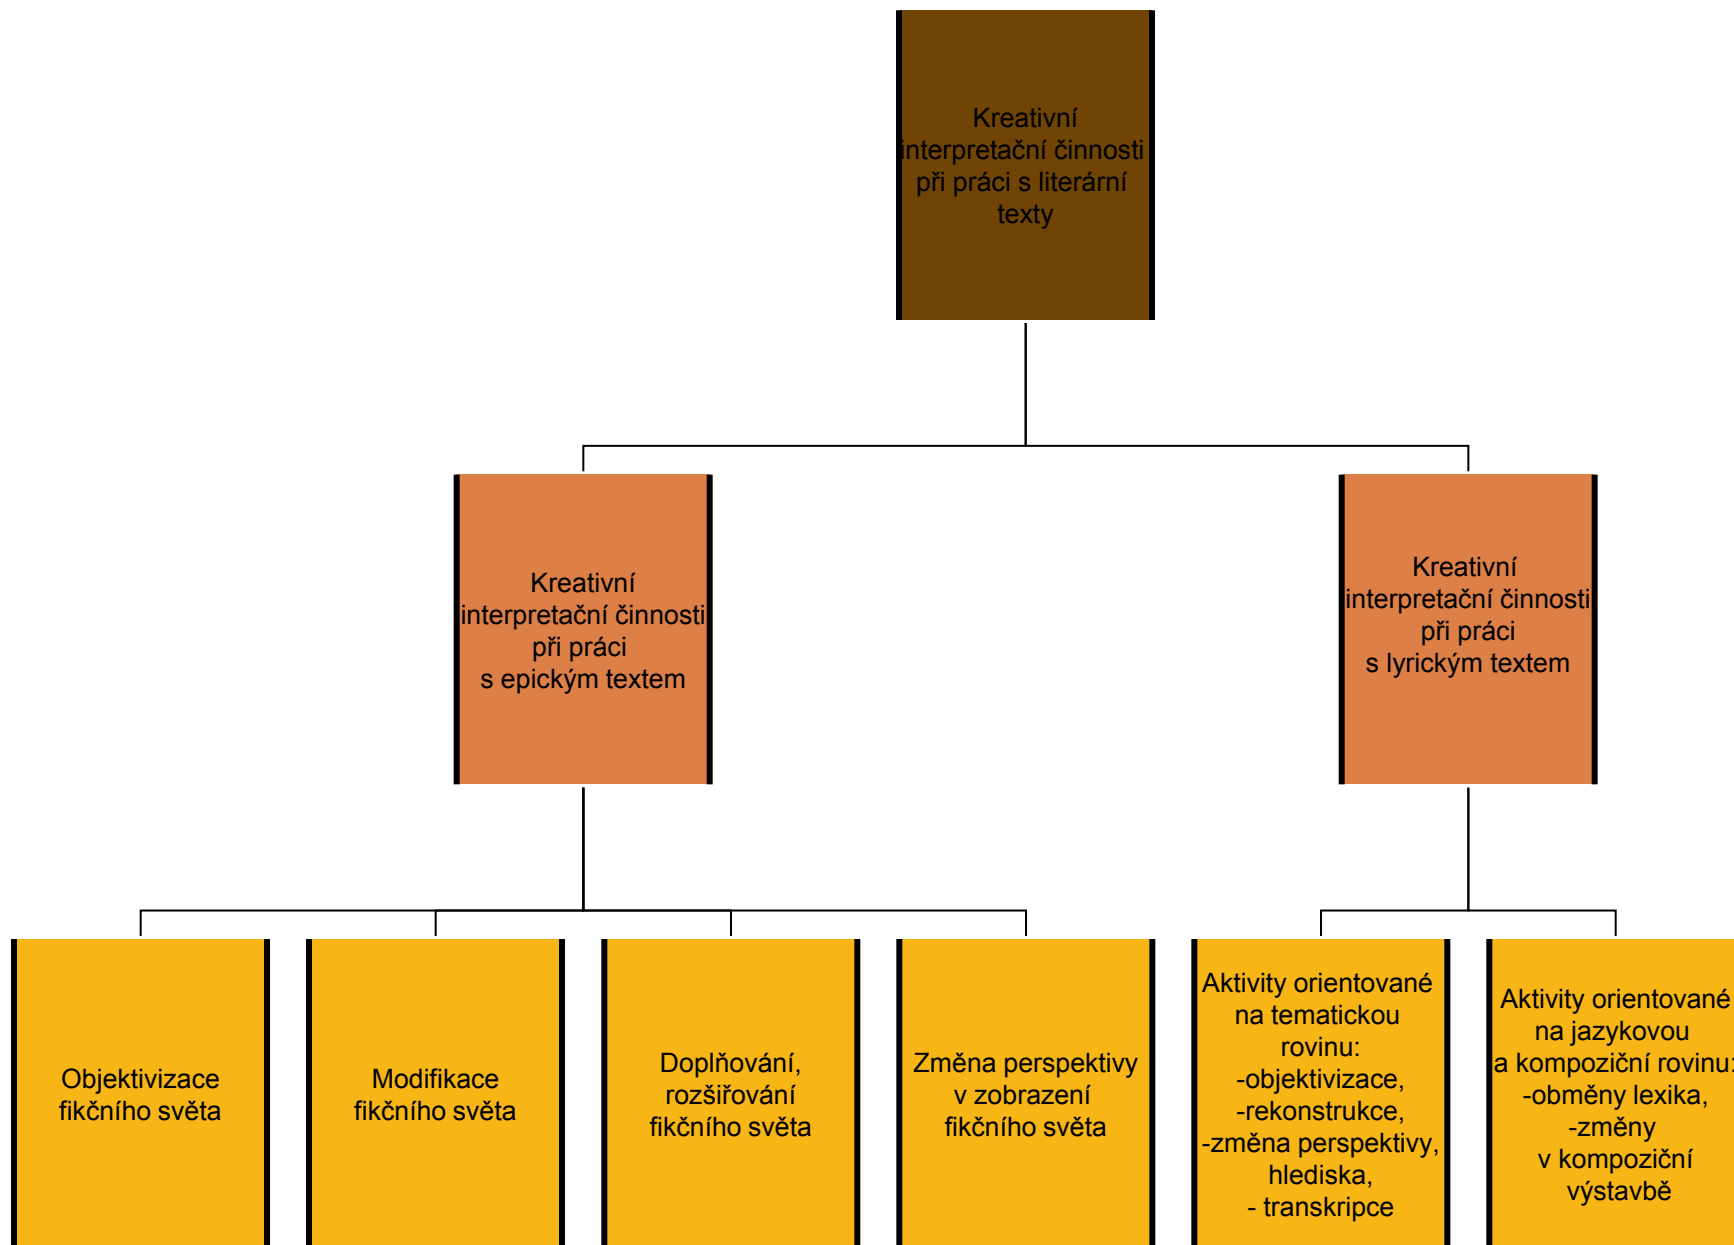 Kreativní
interpretační činnosti
při práci s literární
texty
Kreativní
interpretační činnosti
při práci
s epickým textem
Kreativní
interpretační činnosti
při práci
s lyrickým textem
Objektivizace
fikčního světa
Modifikace
fikčního světa
Doplňování,
rozšiřování
fikčního světa
Změna perspektivy
v zobrazení
fikčního světa
Aktivity orientované
na tematickou
rovinu:
-objektivizace,
-rekonstrukce,
-změna perspektivy,
hlediska,
- transkripce
Aktivity orientované
na jazykovou
a kompoziční rovinu:
-obměny lexika,
-změny
v kompoziční
výstavbě